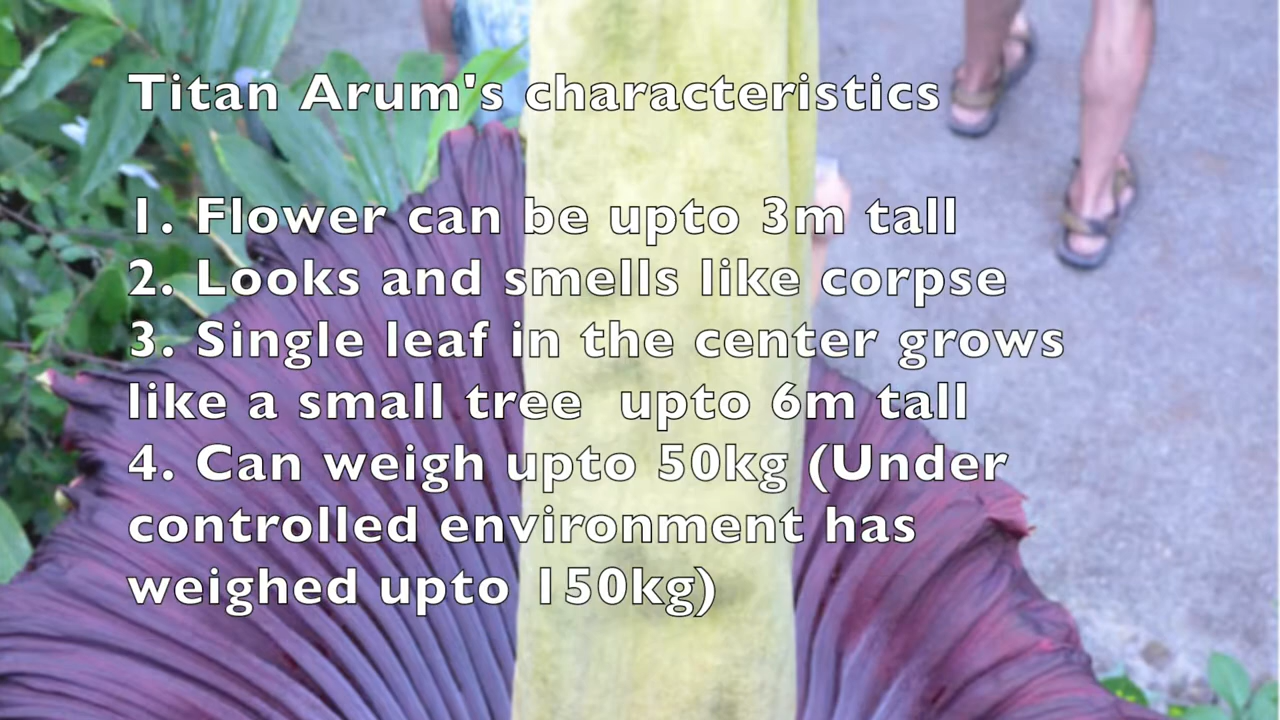 Titan Arum's characteristics
1. Flower can be upto 3m tall
2. Looks and smells like corpse
3. Single leaf in the center grows
like a small tree  upto 6m tall
4. Can weigh upto 50kg (Under
controlled environment has
weighed upto 150kg)